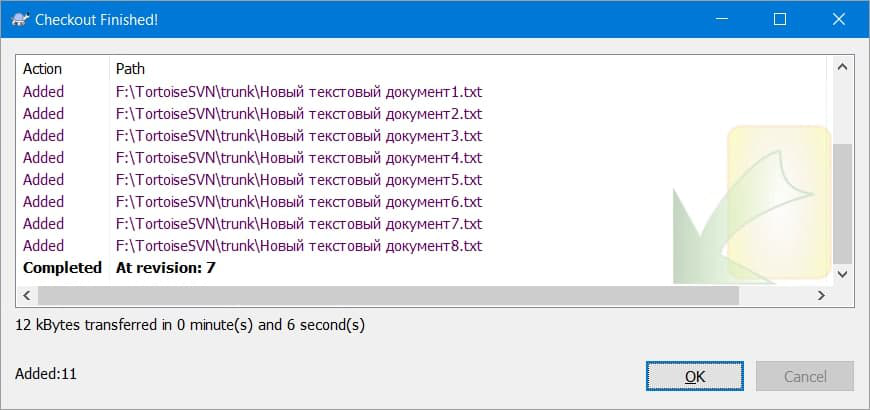 Checkout Finished!
Action Path
Added F:\TortoiseSVN\trunk\Новый текстовый документ1.txt
Added F:\TortoiseSVN\trunk\Новый текстовый документ2.txt
Added F:\TortoiseSVN\trunk\Новый текстовый документ3.txt
Added F:\TortoiseSVN\trunk\Новый текстовый документ4.txt
Added F:\TortoiseSVN\trunk\Новый текстовый документ5.txt
Added F:\TortoiseSVN\trunk\Новый текстовый документ6.txt
Added F:\TortoiseSVN\trunk\Новый текстовый документ7.txt
Added F:\TortoiseSVN\trunk\Новый текстовый документ8.txt
Completed At revision: 7
12 kBytes transferred in 0 minute(s) and 6 second(s)
Added:11
OK Cancel